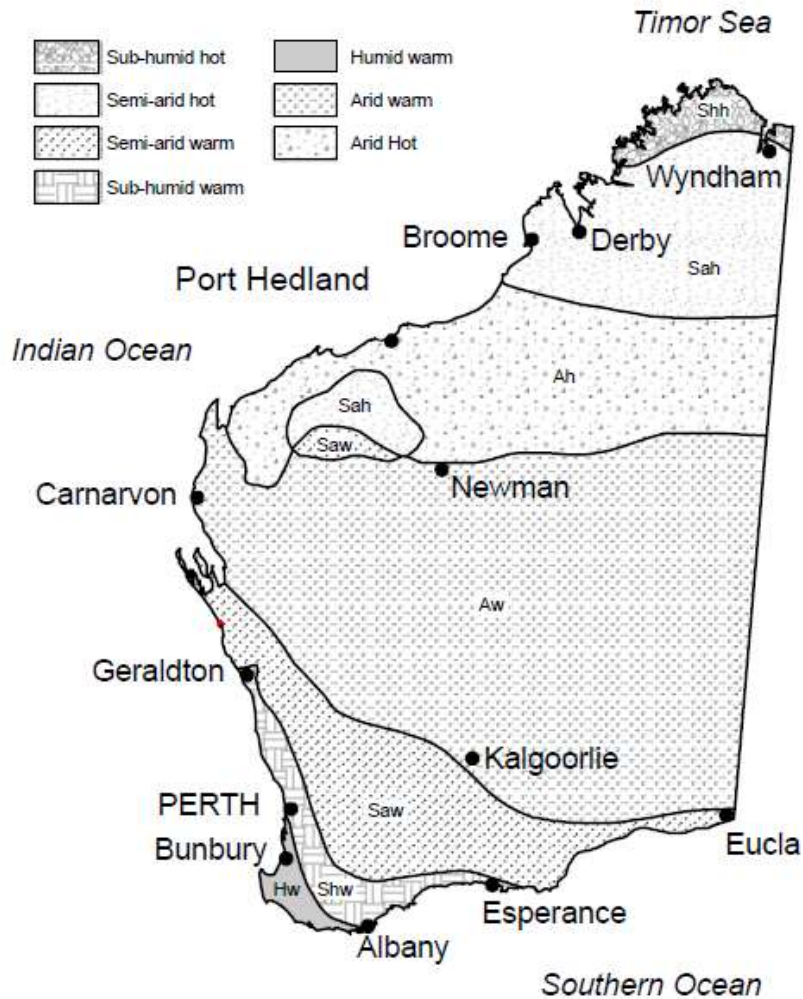 Timor Sea
Sub-humid hot
Humid warm
Semi-arid hot
Arid warm
Semi-arid warm
Arid Hot
Sub-humid warm
Shh
Wyndham
Broome
Derby
Sah
Port Hedland
Indian Ocean
Ah
Sah
Saw
Newman
Carnarvon
Aw
Geraldton
Kalgoorlie
PERTH
Saw
Bunbury
Eucla
Hw
Shw
Esperance
Albany
Southern Ocean